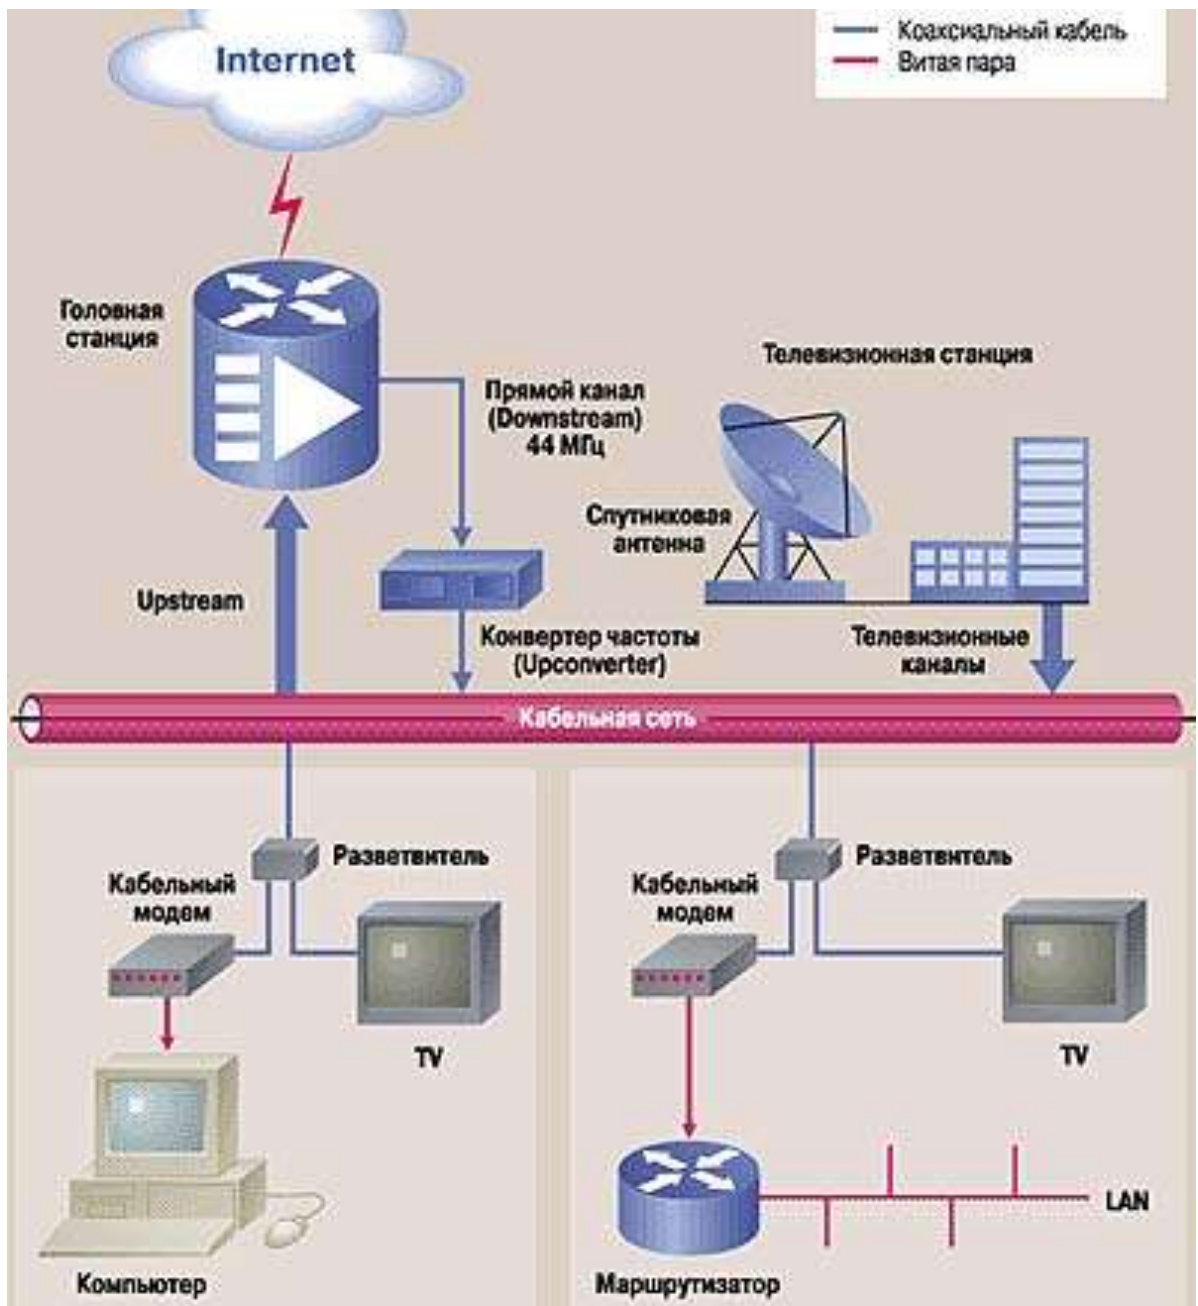 Internet
Коаксиальный кабель
Витая пара
Головная
станция
Прямой канал
(Downstream)
44 МГц
Телевизионная станция
Спутниковая
антенна
Upstream
Конвертер частоты
(Upconverter)
Телевизионные
каналы
Кабельная сеть
Разветвитель
Кабельный
модем
TV
Компьютер
Разветвитель
Кабельный
модем
TV
LAN
Маршрутизатор